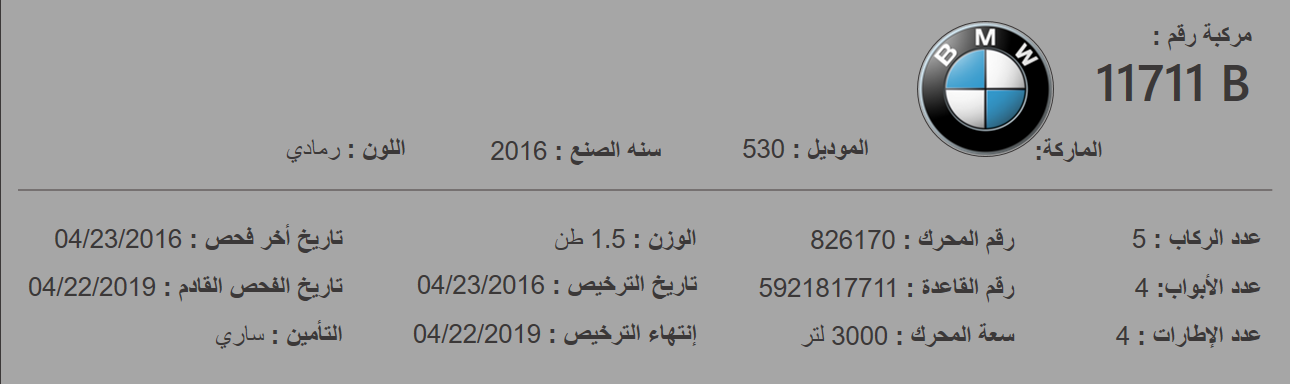 مركبة رقم :
11711 B
BMW
الماركة: الموديل : 530 سنه الصنع : 2016 اللون : رمادي
عدد الركاب : 5 رقم المحرك : 826170 الوزن : 1.5 طن تاريخ أخر فحص : 04/23/2016
عدد الأبواب: 4 رقم القاعدة : 5921817711 تاريخ الترخيص : 04/23/2016 تاريخ الفحص القادم : 04/22/2019
عدد الإطارات : 4 سعة المحرك : 3000 لتر إنتهاء الترخيص : 04/22/2019 التأمين : ساري